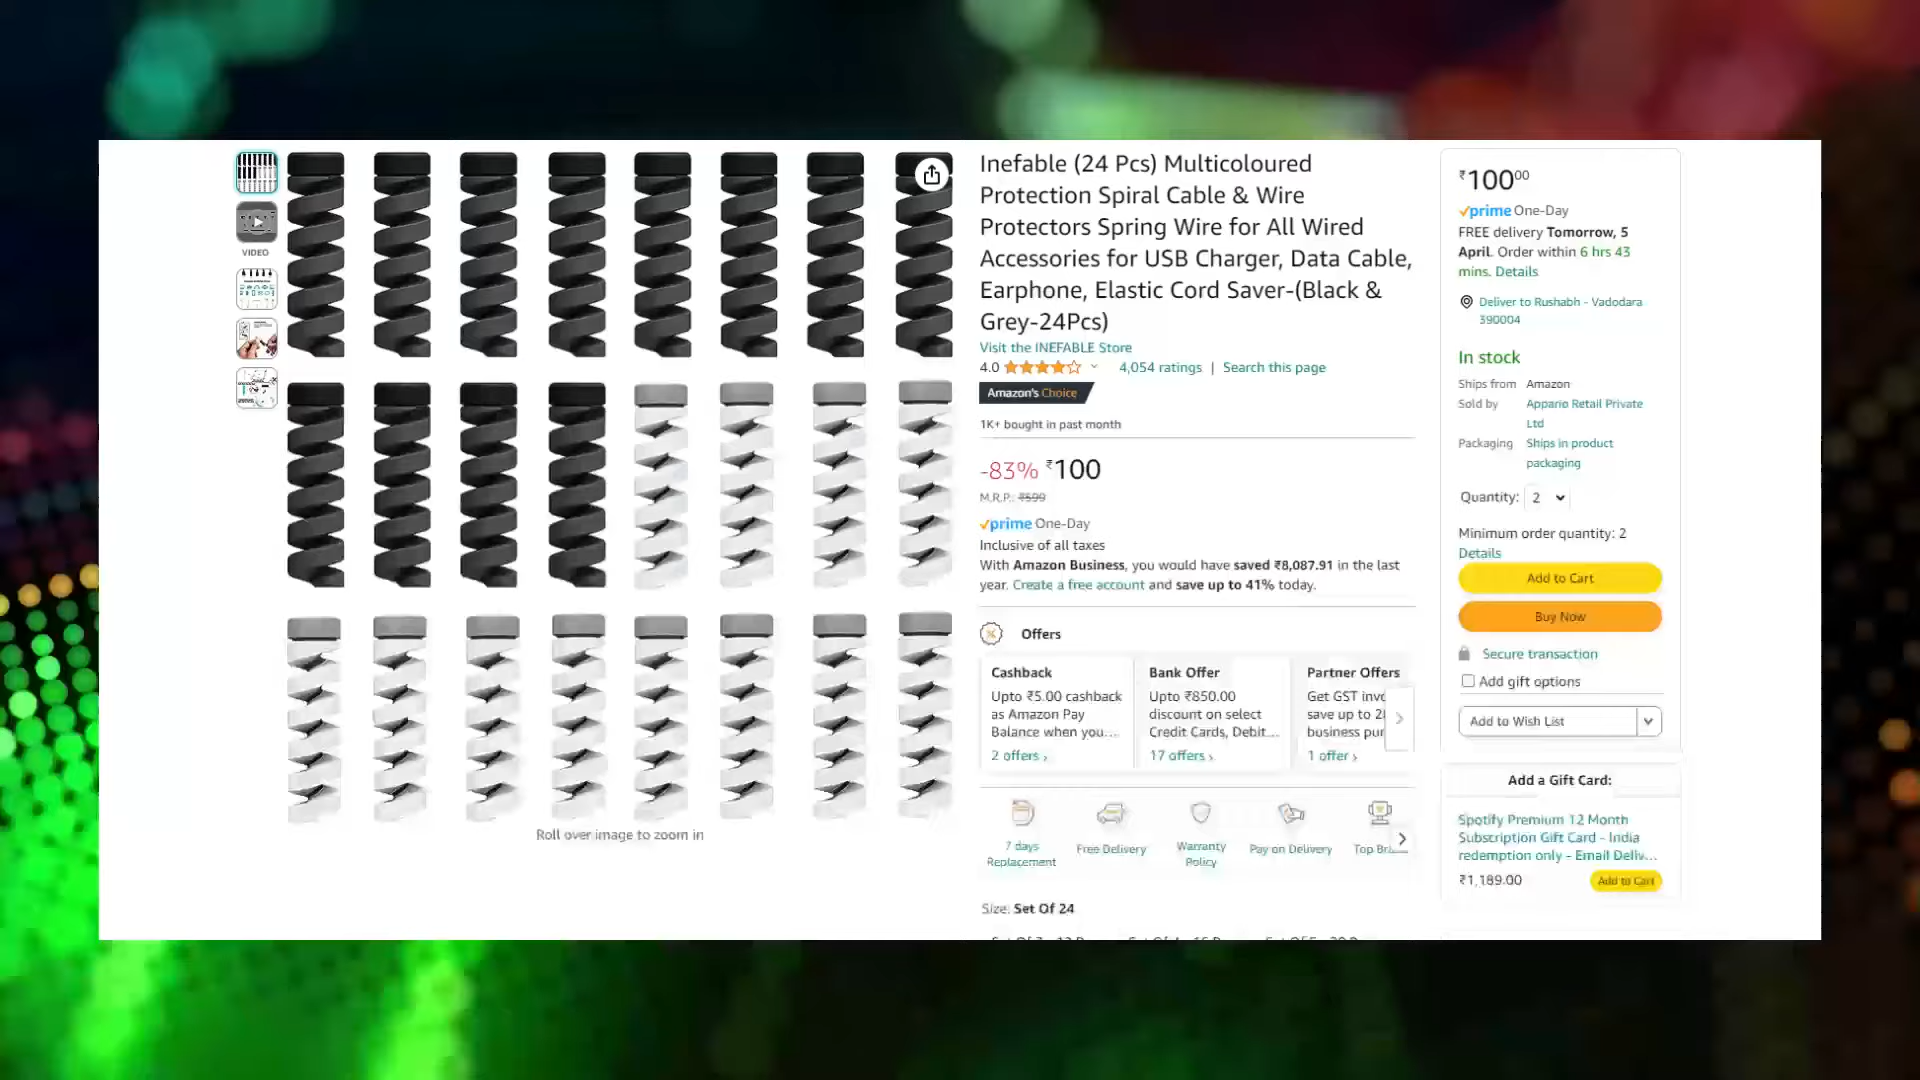 VIDEO
Roll over image to zoom in
Inefable (24 Pcs) Multicoloured
Protection Spiral Cable & Wire
Protectors Spring Wire for All Wired
Accessories for USB Charger, Data Cable,
Earphone, Elastic Cord Saver-(Black &
Grey-24Pcs)
Visit the INEFABLE Store
4.0 4,054 ratings | Search this page
Amazon's Choice
1K+ bought in past month
-83% ₹100
M.R.P.: ₹599
prime One-Day
Inclusive of all taxes
With Amazon Business, you would have saved ₹8,087.91 in the last
year. Create a free account and save up to 41% today.
Offers
Cashback
Upto ₹5.00 cashback
as Amazon Pay
Balance when you...
2 offers ›
Bank Offer
Upto ₹850.00
discount on select
Credit Cards, Debit...
17 offers ›
Partner Offers
Get GST
save up to
business
1 offer ›
7 days
Replacement
Free Delivery
Warranty
Policy
Pay on Delivery
Top
Size: Set Of 24
₹10000
prime One-Day
FREE delivery Tomorrow, 5
April. Order within 6 hrs 43
mins. Details
Deliver to Rushabh - Vadodara
390004
In stock
Ships from Amazon
Sold by Appario Retail Private
Ltd
Packaging Ships in product
packaging
Quantity: 2
Minimum order quantity: 2
Details
Add to Cart
Buy Now
Secure transaction
Add gift options
Add to Wish List
Add a Gift Card:
Spotify Premium 12 Month
Subscription Gift Card - India
redemption only - Email Deliv...
₹1,189.00
Add to Cart